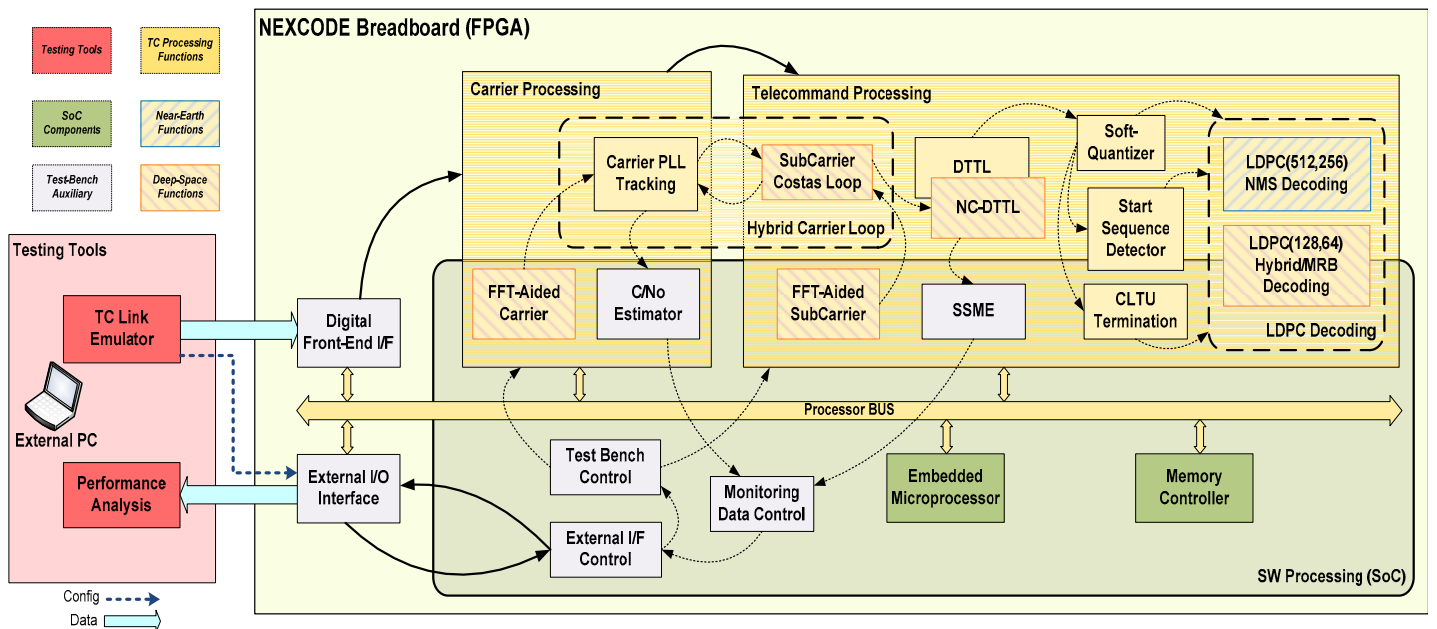 NEXCODE Breadboard (FPGA)
Testing Tools
TC Processing
Functions
SoC
Components
Near-Earth
Functions
Test-Bench
Auxiliary
Deep-Space
Functions
Testing Tools
TC Link
Emulator
External PC
Performance
Analysis
Config
Data
Digital
Front-End I/F
External I/O
Interface
Carrier Processing
Carrier PLL
Tracking
SubCarrier
Costas Loop
Hybrid Carrier Loop
FFT-Aided
Carrier
C/No
Estimator
Telecommand Processing
DTTL
NC-DTTL
Soft-
Quantizer
Start
Sequence
Detector
CLTU
Termination
LDPC(512,256)
NMS Decoding
LDPC(128,64)
Hybrid/MRB
Decoding
LDPC Decoding
FFT-Aided
SubCarrier
SSME
Processor BUS
Test Bench
Control
External I/F
Control
Monitoring
Data Control
Embedded
Microprocessor
Memory
Controller
SW Processing (SoC)